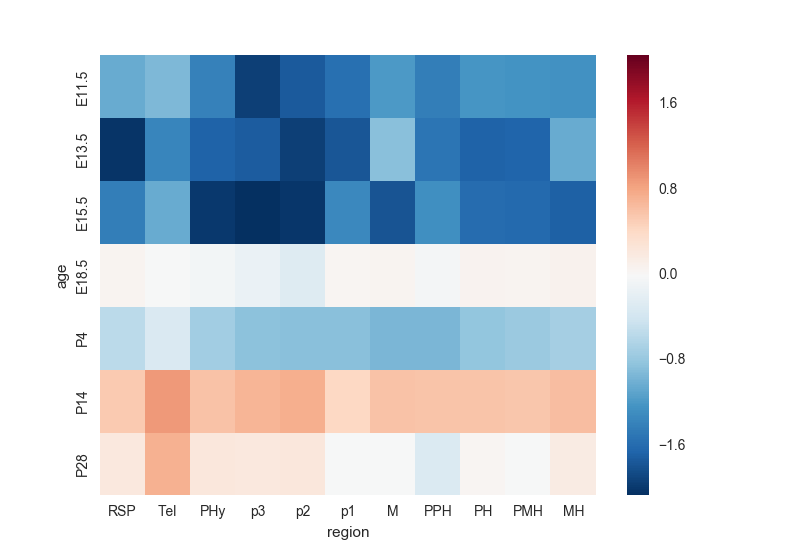 E11.5
E13.5
E15.5
E18.5
P4
P14
P28
age
RSP Tel PHy p3 p2 p1 M PPH PH PMH MH
region
1.6
0.8
0.0
−0.8
−1.6